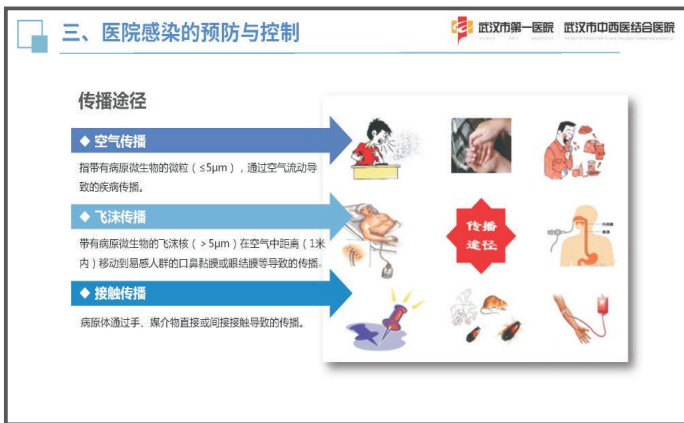 三、医院感染的预防与控制
武汉市第一医院 武汉市中西医结合医院
传播途径
◆ 空气传播
指带有病原微生物的微粒（≤5μm），通过空气流动导
致的疾病传播。
◆ 飞沫传播
带有病原微生物的飞沫核（＞5μm）在空气中距离（1米
内）移动到易感人群的口鼻黏膜或眼结膜等导致的传播。
◆ 接触传播
病原体通过手、媒介物直接或间接接触导致的传播。
传播
途径